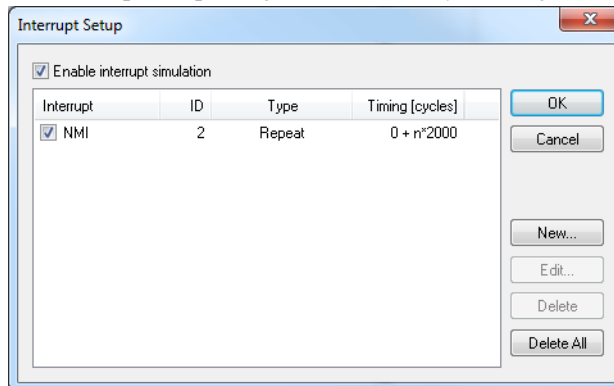 Interrupt Setup
Enable interrupt simulation
Interrupt ID Type Timing [cycles]
NMI 2 Repeat 0 + n*2000
OK
Cancel
New...
Edit...
Delete
Delete All